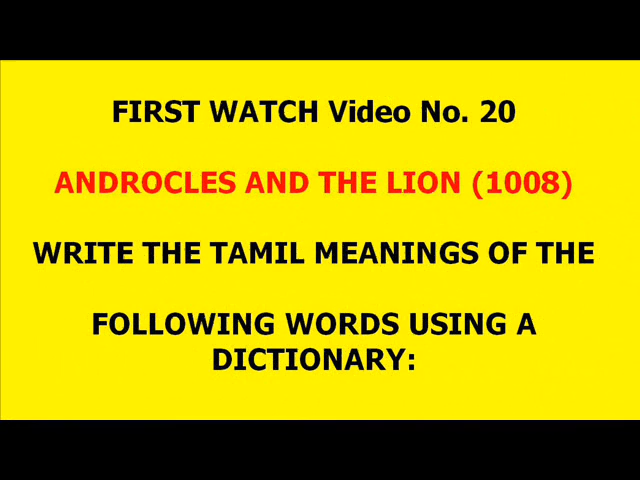 FIRST WATCH Video No. 20
ANDROCLES AND THE LION (1008)
WRITE THE TAMIL MEANINGS OF THE
FOLLOWING WORDS USING A
DICTIONARY: